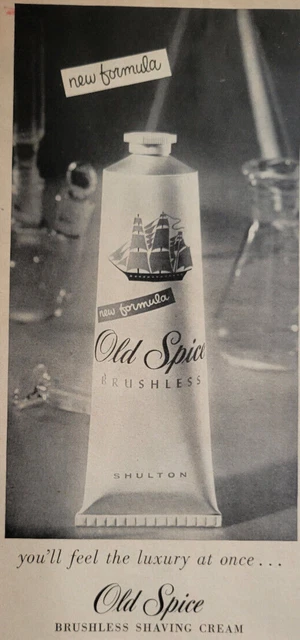 new formula
new formula
Old Spice
BRUSHLESS
SHULTON
you'll feel the luxury at once...
Old Spice
BRUSHLESS SHAVING CREAM